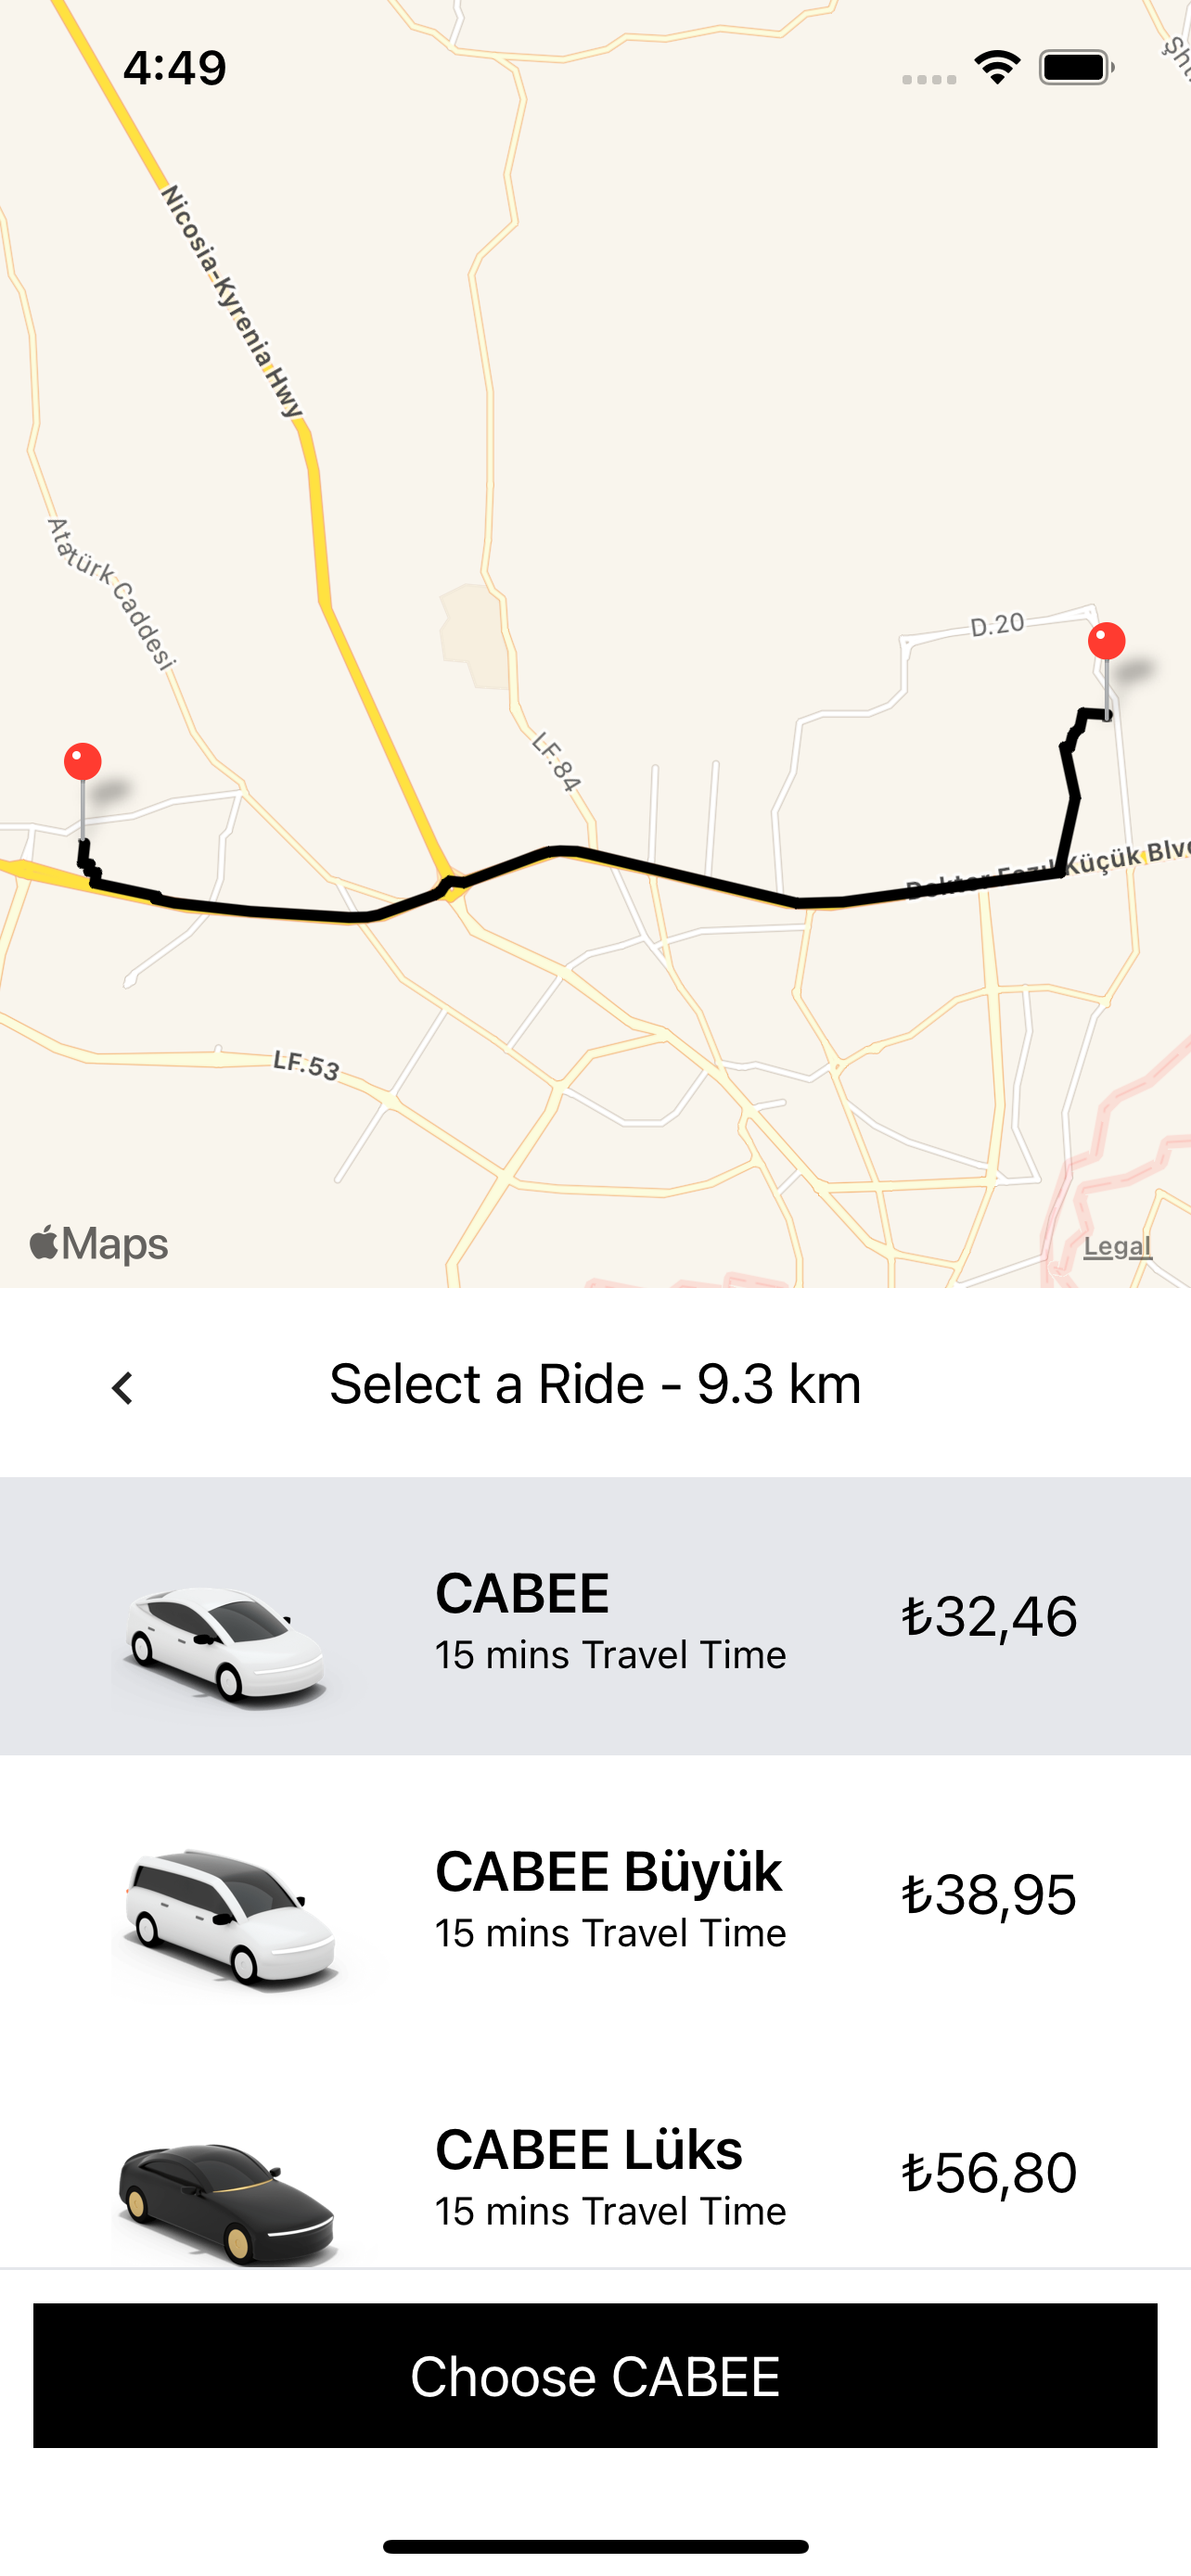 4:49
Nicosia-Kyrenia Hwy
Atatürk Caddesi
D.20
LF.84
Küçük Blv
LF.53
Maps
Legal
Select a Ride - 9.3 km
CABEE
15 mins Travel Time
₺32,46
CABEE Büyük
15 mins Travel Time
₺38,95
CABEE Lüks
15 mins Travel Time
₺56,80
Choose CABEE